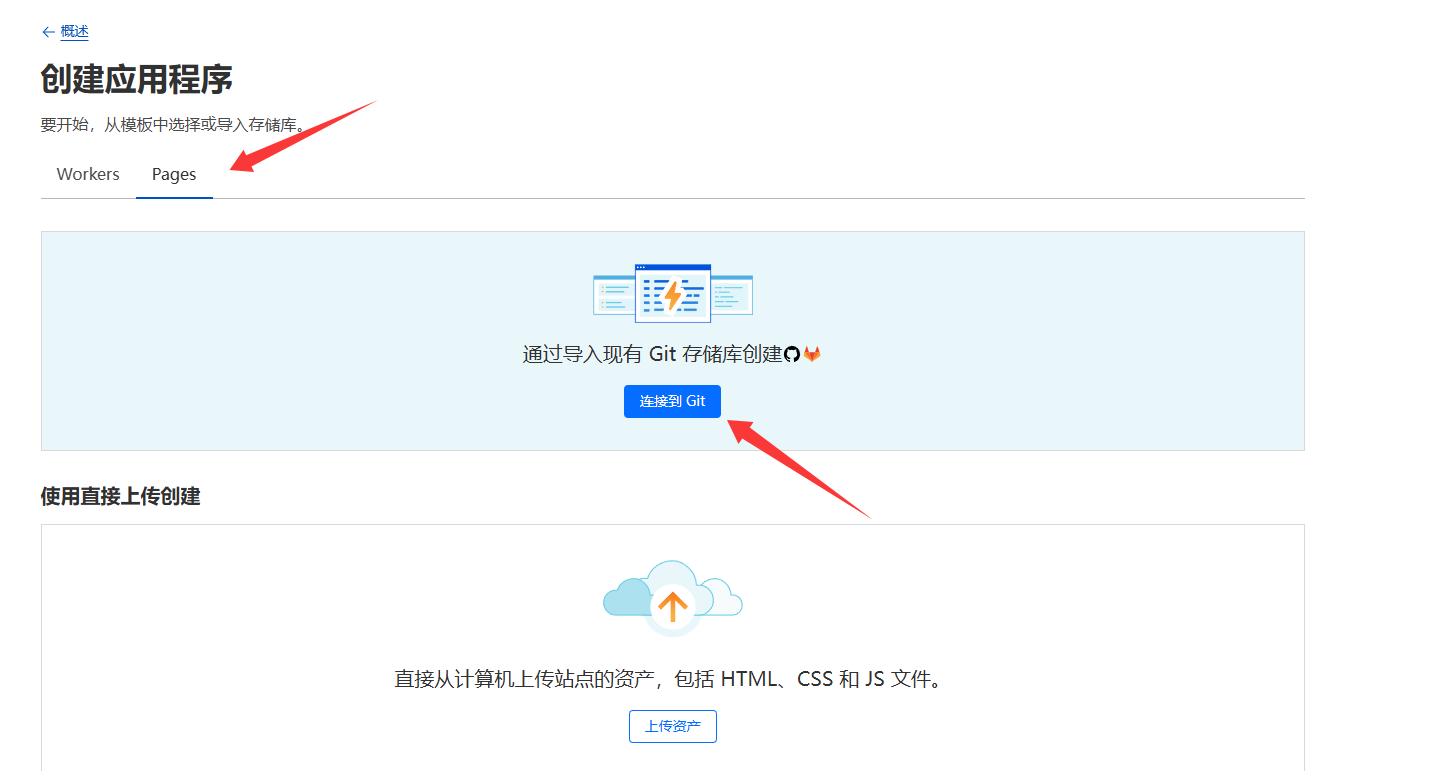 概述
创建应用程序
要开始，从模板中选择或导入存储库。
Workers Pages
通过导入现有 Git 存储库创建
连接到 Git
使用直接上传创建
直接从计算机上传站点的资产，包括 HTML、CSS 和 JS 文件。
上传资产